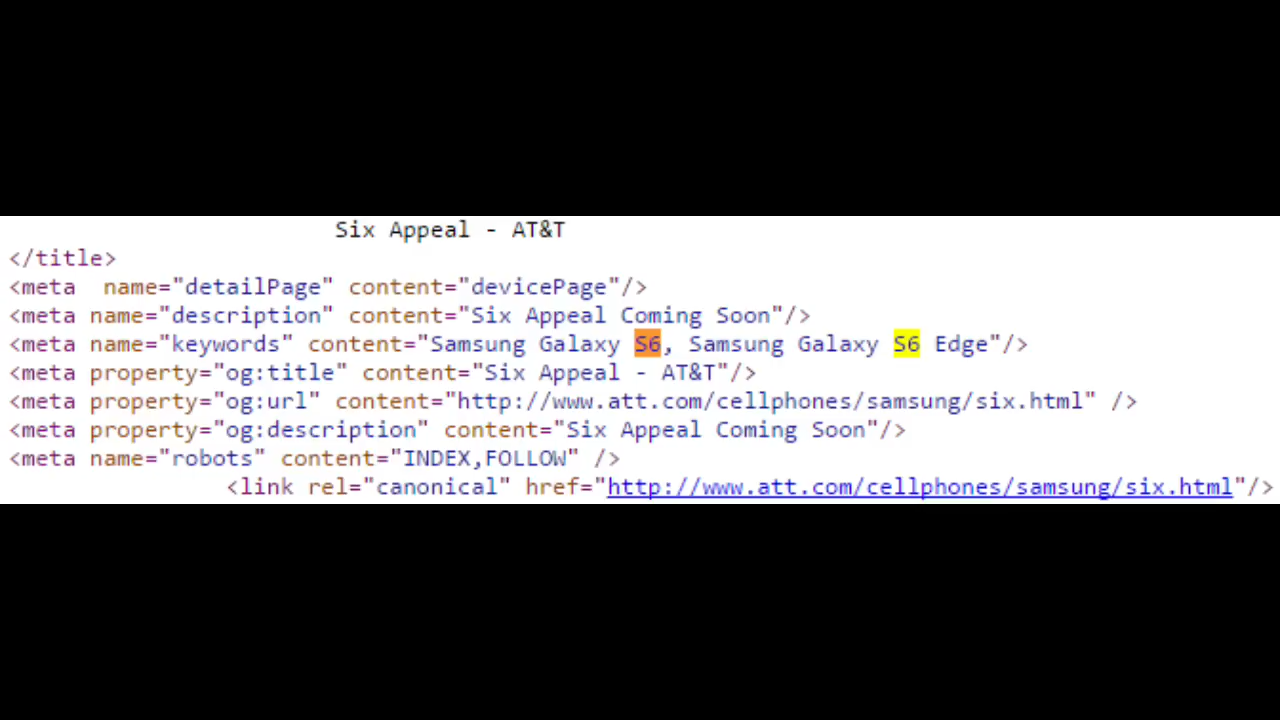 Six Appeal - AT&T
</title>
<meta  name="detailPage" content="devicePage"/>
<meta name="description" content="Six Appeal Coming Soon"/>
<meta name="keywords" content="Samsung Galaxy S6, Samsung Galaxy S6 Edge"/>
<meta property="og:title" content="Six Appeal - AT&T"/>
<meta property="og:url" content="http://www.att.com/cellphones/samsung/six.html" />
<meta property="og:description" content="Six Appeal Coming Soon"/>
<meta name="robots" content="INDEX,FOLLOW" />
<link rel="canonical" href="http://www.att.com/cellphones/samsung/six.html"/>